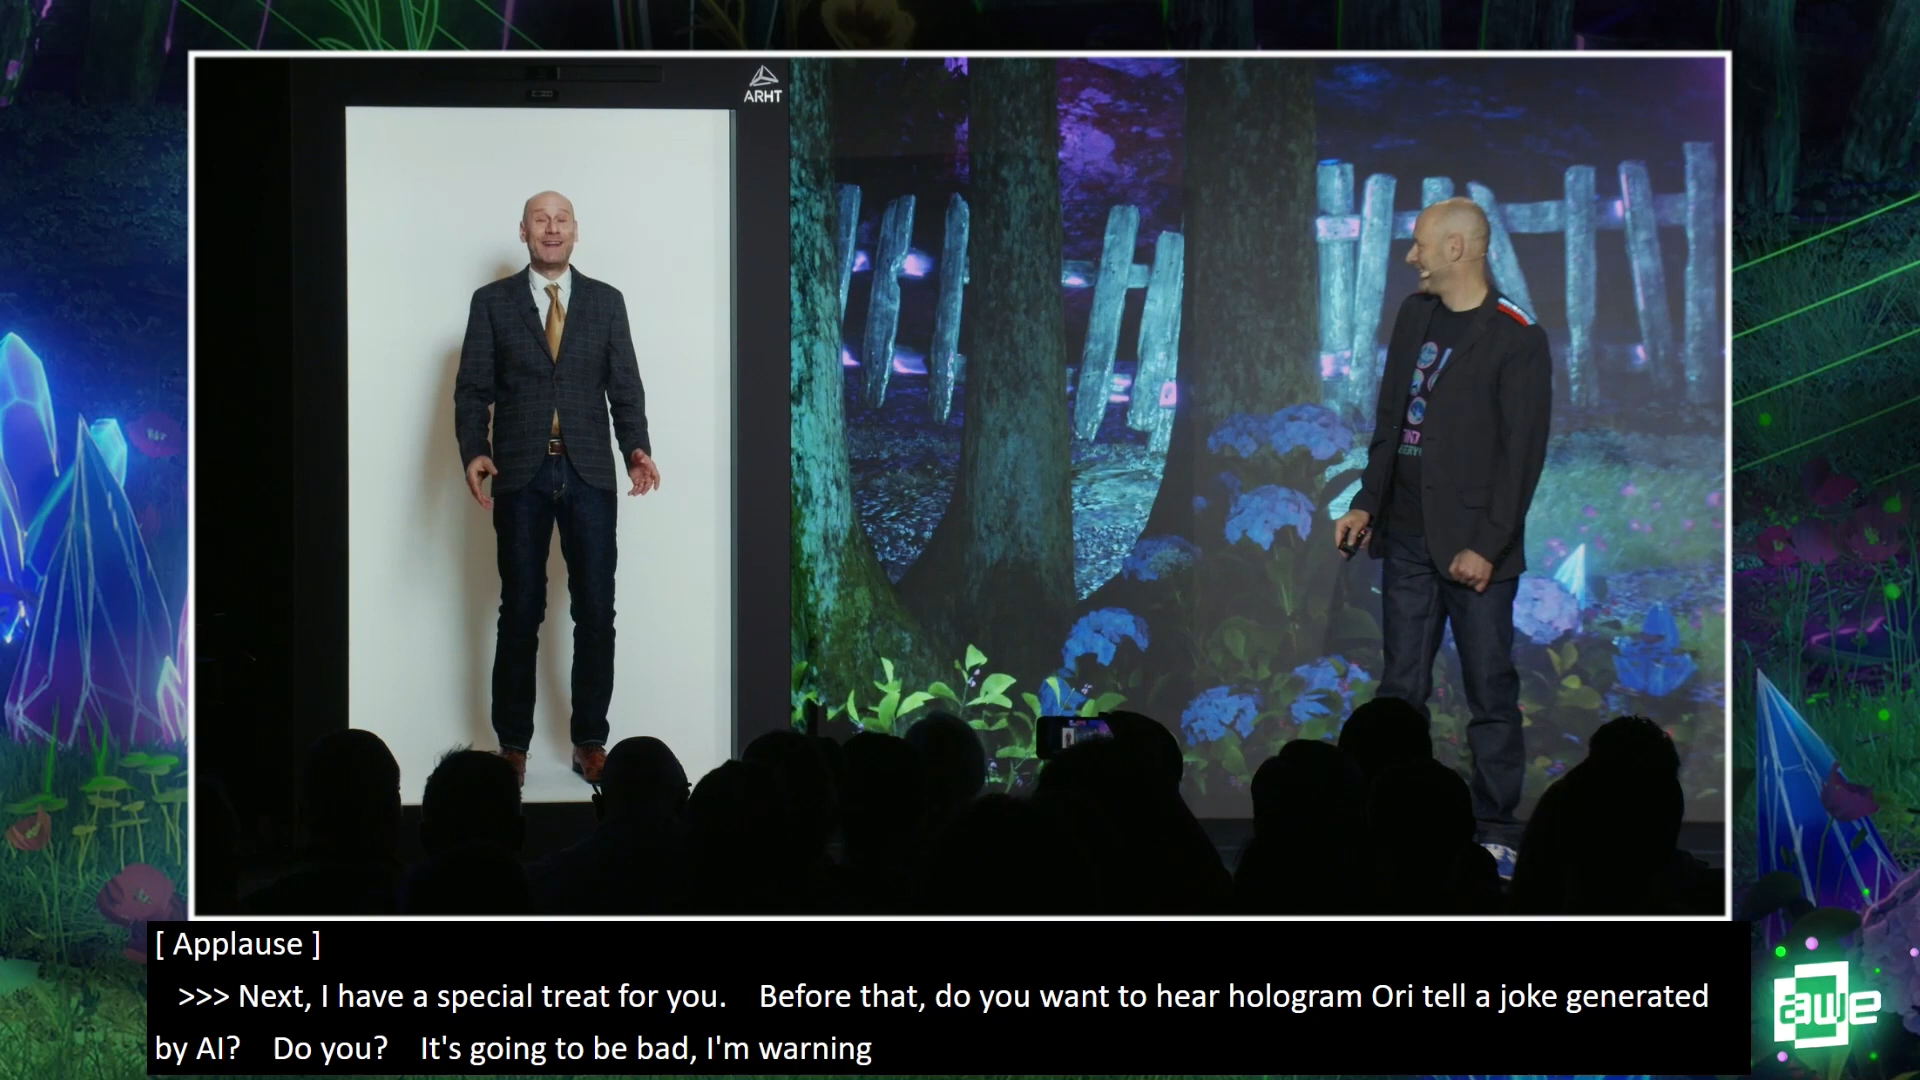 ARHT
[ Applause ]
>>> Next, I have a special treat for you. Before that, do you want to hear hologram Ori tell a joke generated
by AI? Do you? It's going to be bad, I'm warning
awe